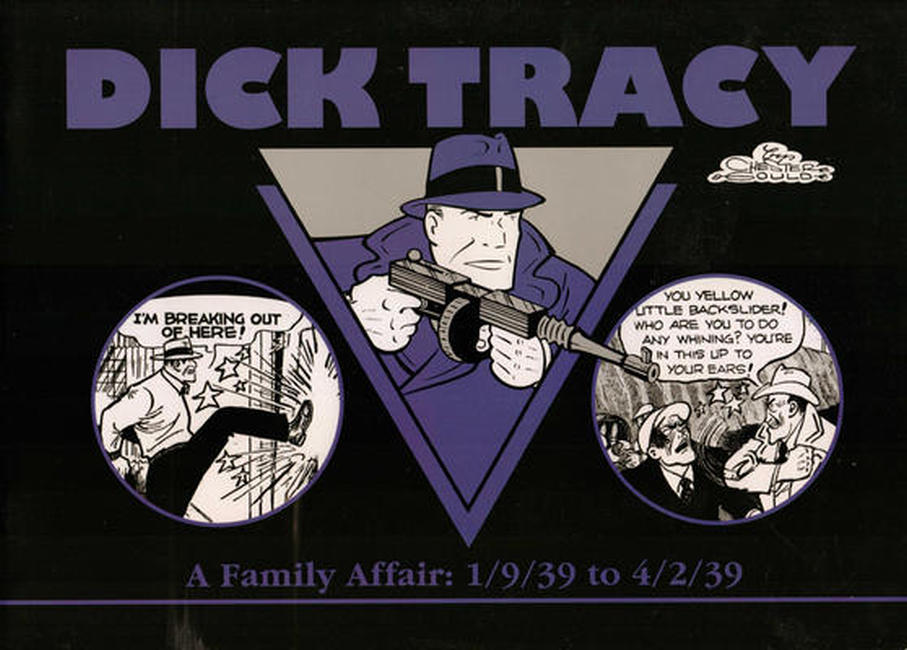 DICK TRACY
CHESTER
GOULD
I'M BREAKING OUT
OF HERE!
YOU YELLOW
LITTLE BACKSLIDER!
WHO ARE YOU TO DO
ANY WHINING? YOU'RE
IN THIS UP TO
YOUR EARS!
A Family Affair: 1/9/39 to 4/2/39